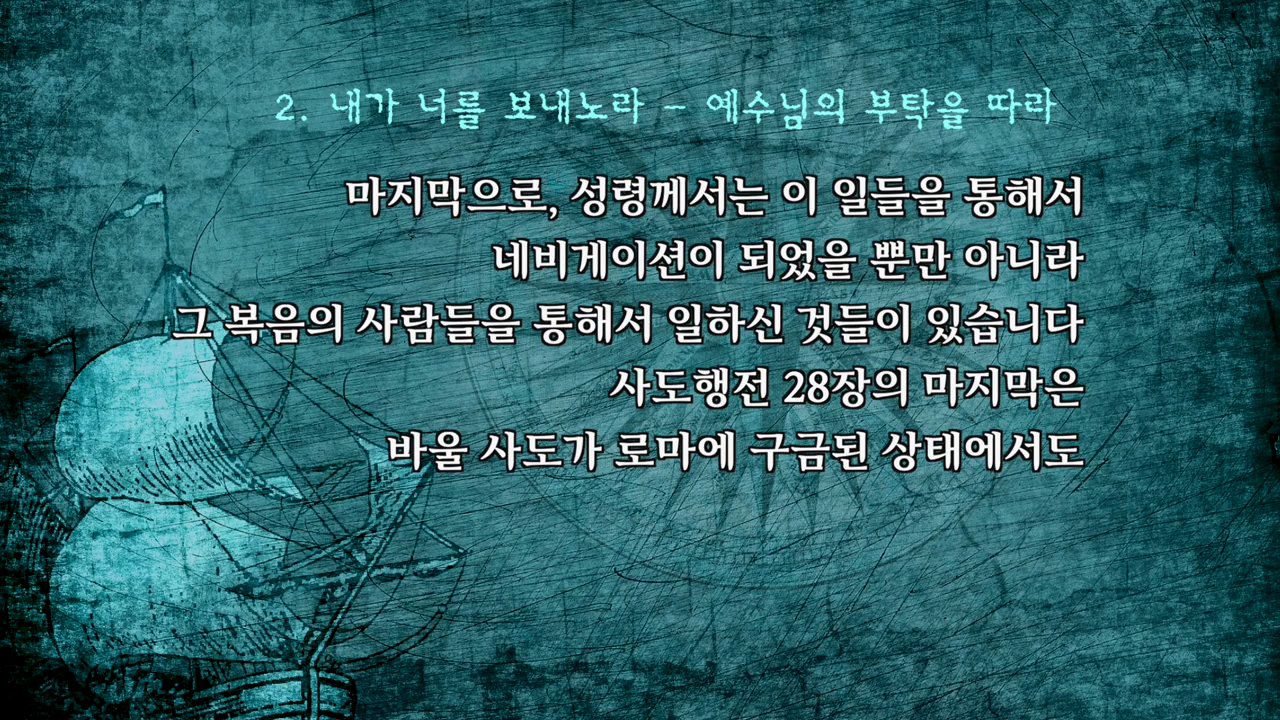 2. 내가 너를 보내노라 - 예수님의 부탁을 따라
마지막으로, 성령께서는 이 일들을 통해서
네비게이션이 되었을 뿐만 아니라
그 복음의 사람들을 통해서 일하신 것들이 있습니다
사도행전 28장의 마지막은
바울 사도가 로마에 구금된 상태에서도